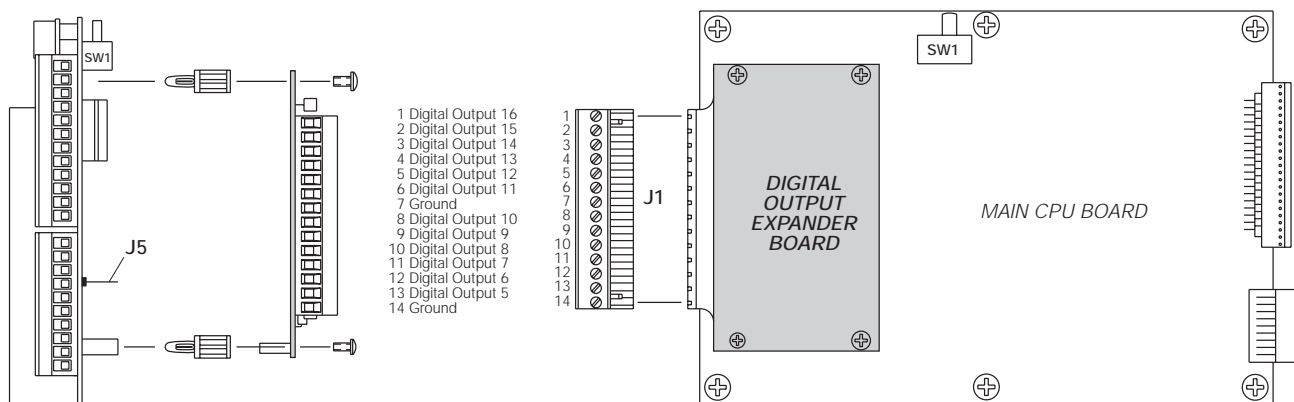 SW1
J5
1 Digital Output 16
2 Digital Output 15
3 Digital Output 14
4 Digital Output 13
5 Digital Output 12
6 Digital Output 11
7 Ground
8 Digital Output 10
9 Digital Output 9
10 Digital Output 8
11 Digital Output 7
12 Digital Output 6
13 Digital Output 5
14 Ground
1
2
3
4
5
6
7
8
9
10
11
12
13
14
J1
SW1
DIGITAL
OUTPUT
EXPANDER
BOARD
MAIN CPU BOARD